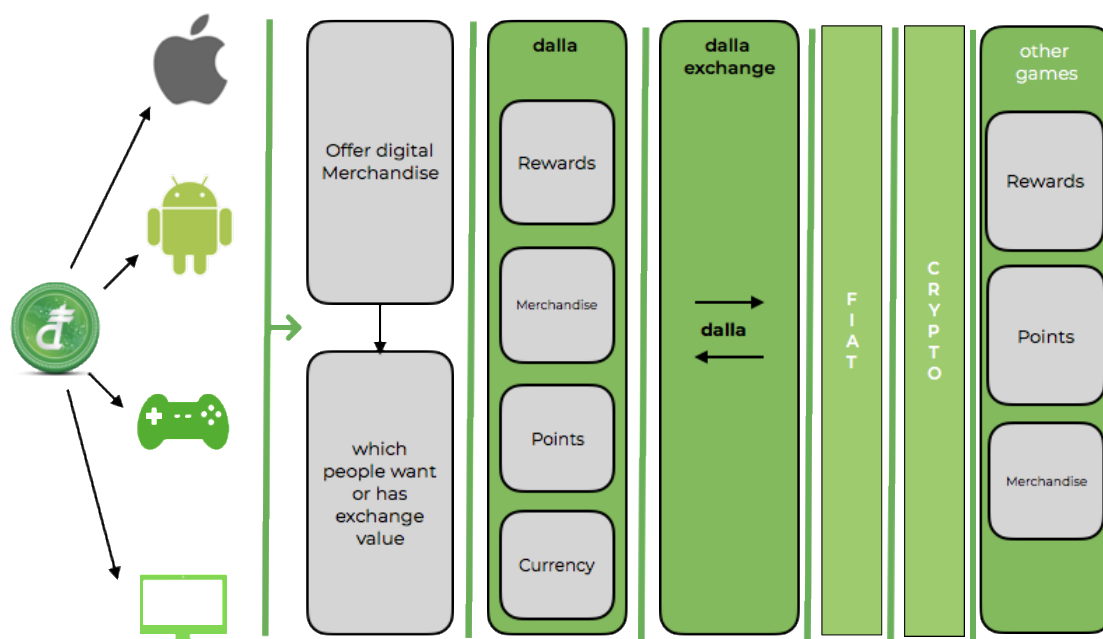 Offer digital
Merchandise
which
people want
or has
exchange
value
dalla
Rewards
Merchandise
Points
Currency
dalla
exchange
dalla
F
I
A
T
C
R
Y
P
T
O
other
games
Rewards
Points
Merchandise